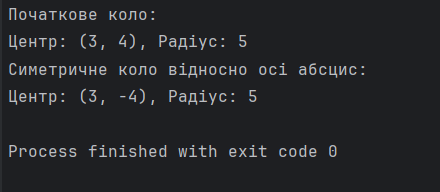 Початкове коло:
Центр: (3, 4), Радіус: 5
Симетричне коло відносно осі абсцис:
Центр: (3, -4), Радіус: 5
Process finished with exit code 0